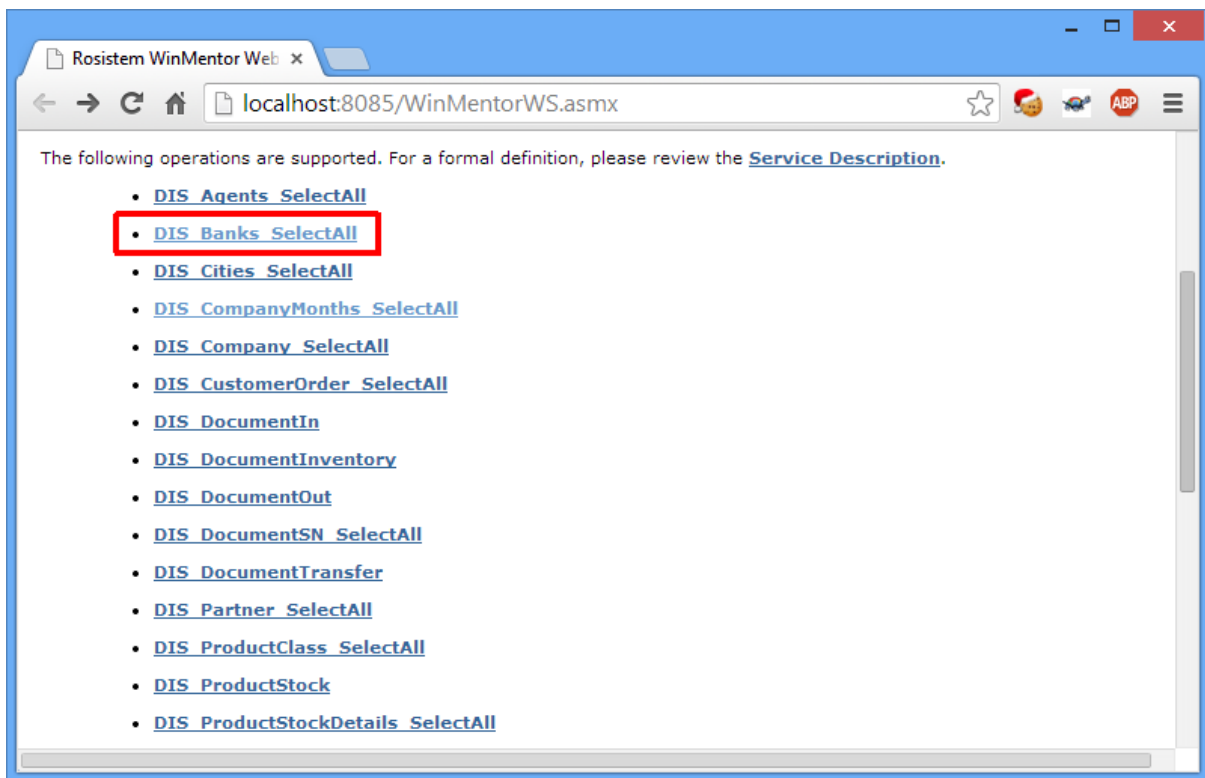 Rosistem WinMentor Web
localhost:8085/WinMentorWS.asmx
ABP
The following operations are supported. For a formal definition, please review the Service Description.
DIS_Agents_SelectAll
DIS_Banks_SelectAll
DIS_Cities_SelectAll
DIS_CompanyMonths_SelectAll
DIS_Company_SelectAll
DIS_CustomerOrder_SelectAll
DIS_DocumentIn
DIS_DocumentInventory
DIS_DocumentOut
DIS_DocumentSN_SelectAll
DIS_DocumentTransfer
DIS_Partner_SelectAll
DIS_ProductClass_SelectAll
DIS_ProductStock
DIS_ProductStockDetails_SelectAll